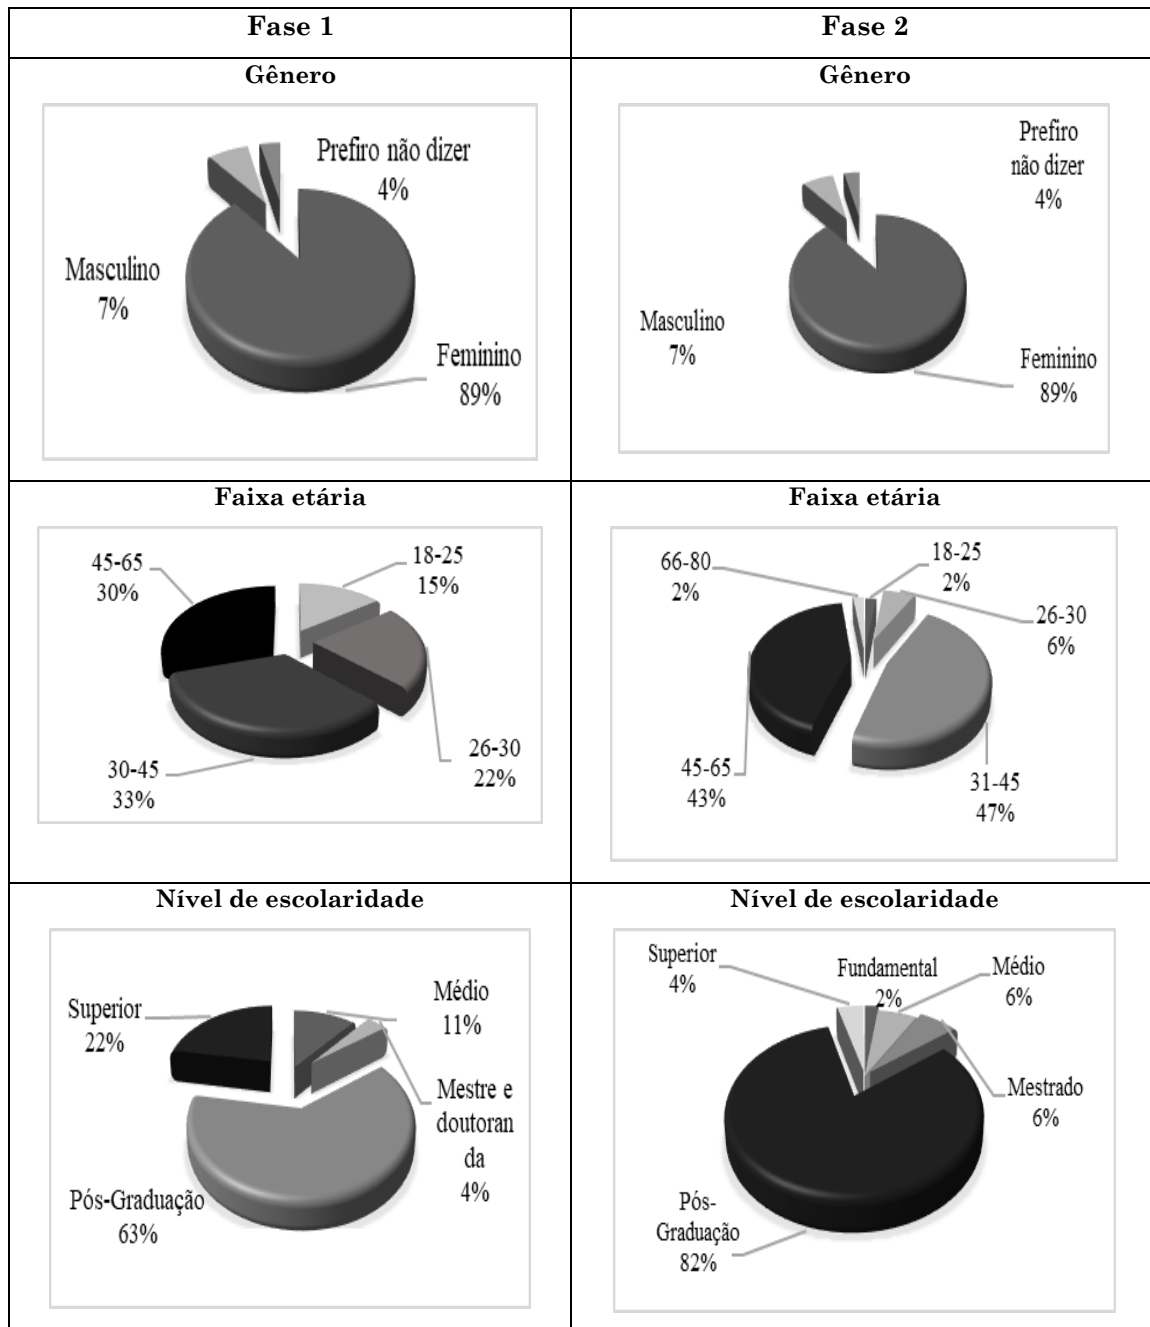 Fase 1
Fase 2
Gênero
Prefiro não dizer
4%
Masculino
7%
Feminino
89%
Gênero
Prefiro
não dizer
4%
Masculino
7%
Feminino
89%
Faixa etária
45-65
30%
18-25
15%
26-30
22%
30-45
33%
Faixa etária
66-80
2%
18-25
2%
26-30
6%
45-65
43%
31-45
47%
Nível de escolaridade
Superior
22%
Médio
11%
Mestre e
doutoran
da
4%
Pós-Graduação
63%
Nível de escolaridade
Superior
4%
Fundamental
2%
Médio
6%
Mestrado
6%
Pós-
Graduação
82%